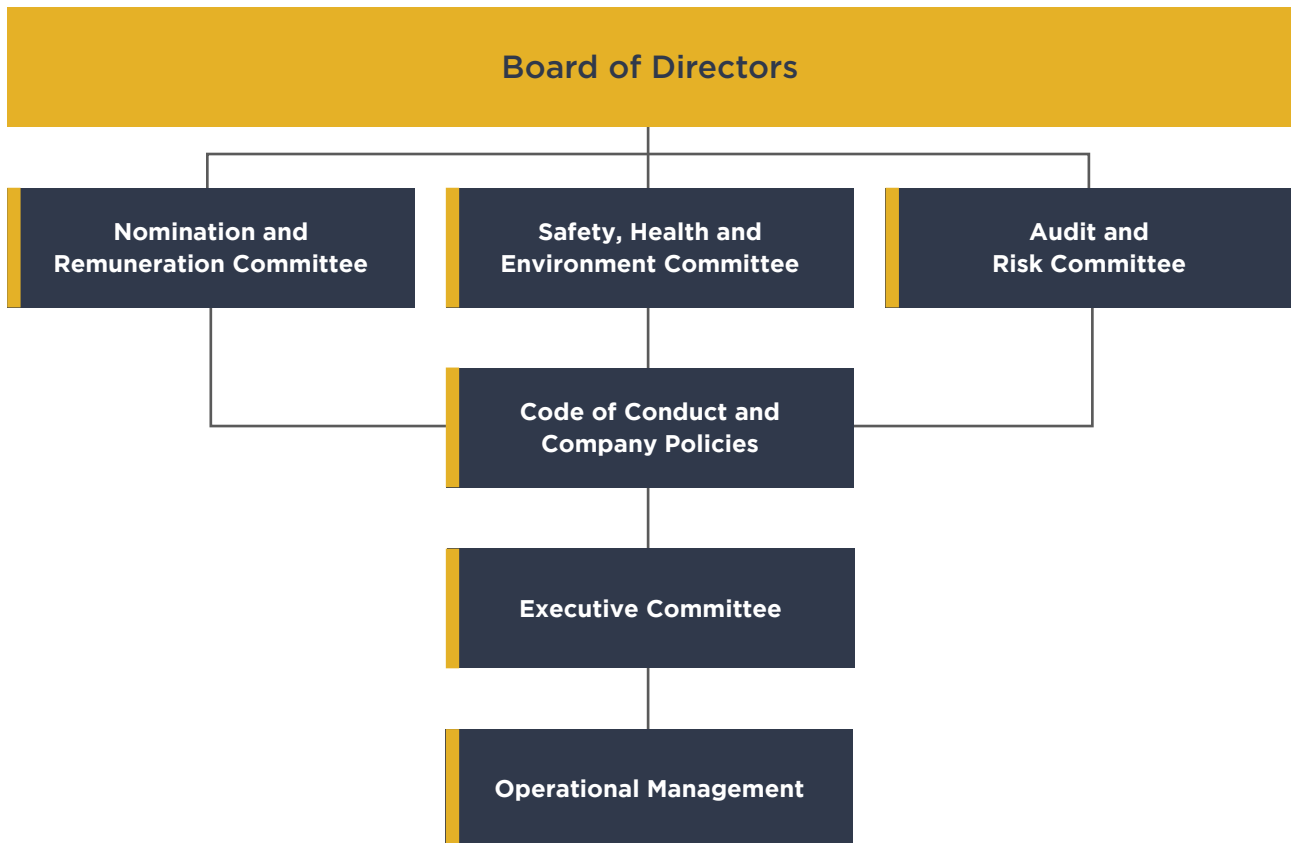 Board of Directors
Nomination and
Remuneration Committee
Safety, Health and
Environment Committee
Audit and
Risk Committee
Code of Conduct and
Company Policies
Executive Committee
Operational Management